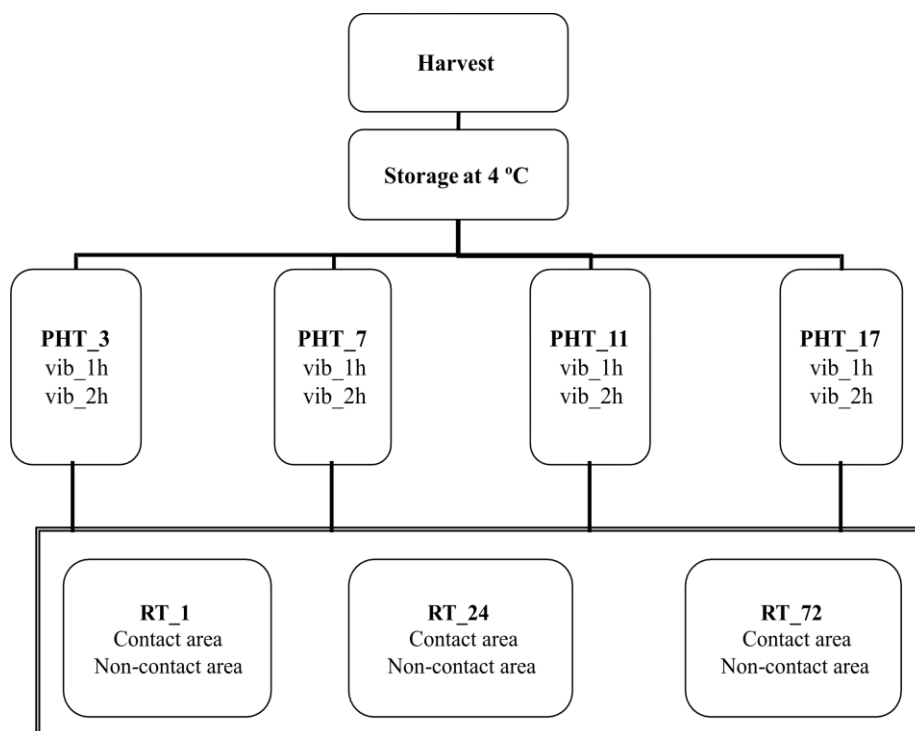 Harvest
Storage at 4 ºC
PHT_3
vib_1h
vib_2h
PHT_7
vib_1h
vib_2h
PHT_11
vib_1h
vib_2h
PHT_17
vib_1h
vib_2h
RT_1
Contact area
Non-contact area
RT_24
Contact area
Non-contact area
RT_72
Contact area
Non-contact area